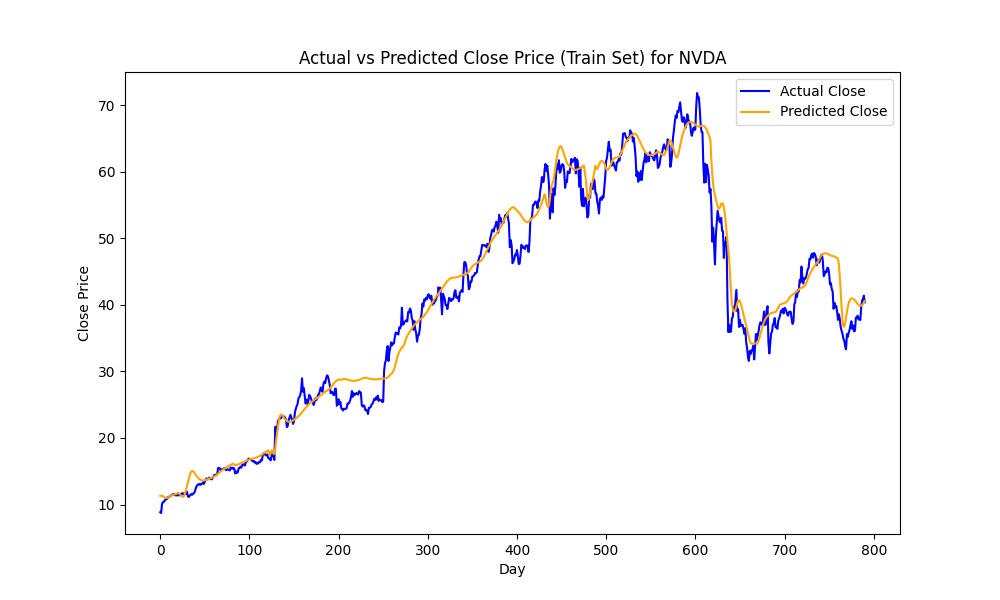 Actual vs Predicted Close Price (Train Set) for NVDA
Actual Close
Predicted Close
Close Price
70
60
50
40
30
20
10
0 100 200 300 400 500 600 700 800
Day